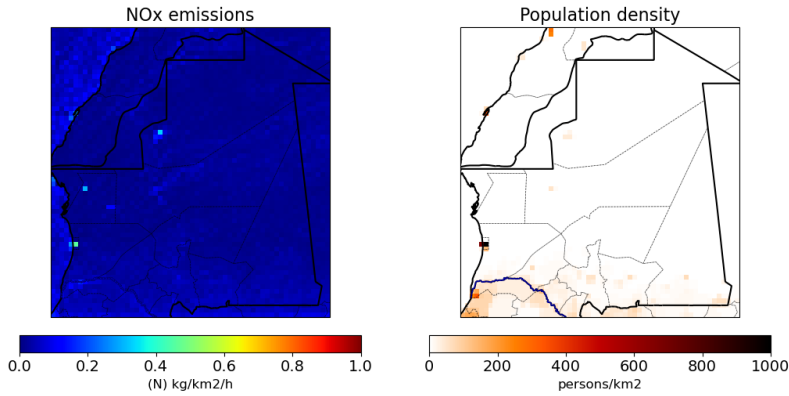 NOx emissions
Population density
0.0 0.2 0.4 0.6 0.8 1.0
(N) kg/km2/h
0 200 400 600 800 1000
persons/km2